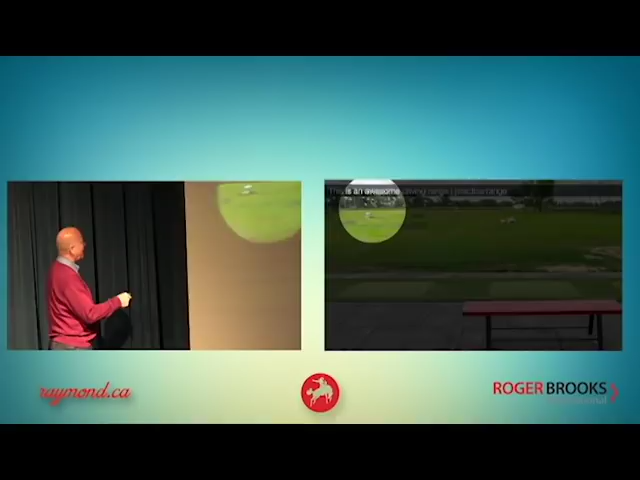 This is an awesome driving range / practice range
raymond.ca
ROGER BROOKS